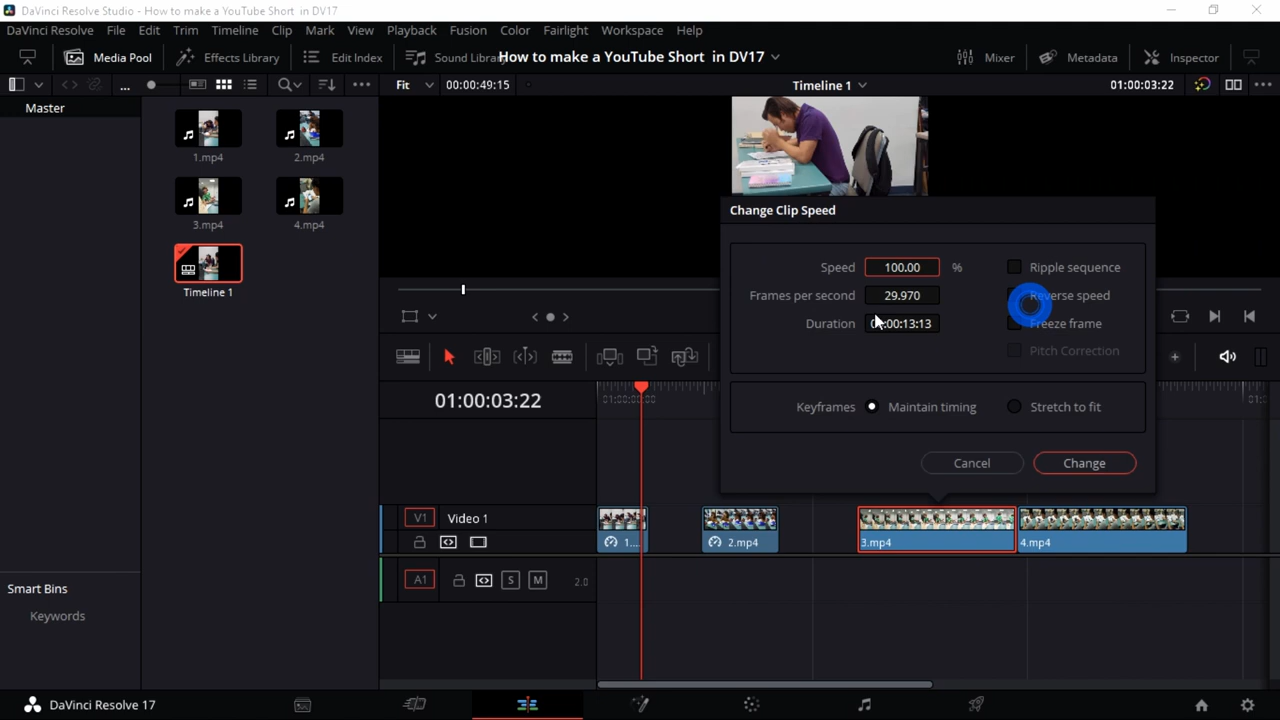 DaVinci Resolve Studio - How to make a YouTube Short in DV17
DaVinci Resolve File Edit Trim Timeline Clip Mark View Playback Fusion Color Fairlight Workspace Help
Media Pool Effects Library Edit Index Sound How to make a YouTube Short in DV17 Mixer Metadata Inspector
Fit 00:00:49:15 Timeline 1 01:00:03:22
Master
1.mp4 2.mp4
3.mp4 4.mp4
Timeline 1
Change Clip Speed
Speed 100.00 % Ripple sequence
Frames per second 29.970 Reverse speed
Duration 00:00:13:13 Freeze frame
Pitch Correction
Keyframes Maintain timing Stretch to fit
Cancel Change
01:00:03:22
V1 Video 1
1... 2.mp4 3.mp4 4.mp4
A1 S M 2.0
Smart Bins
Keywords
DaVinci Resolve 17